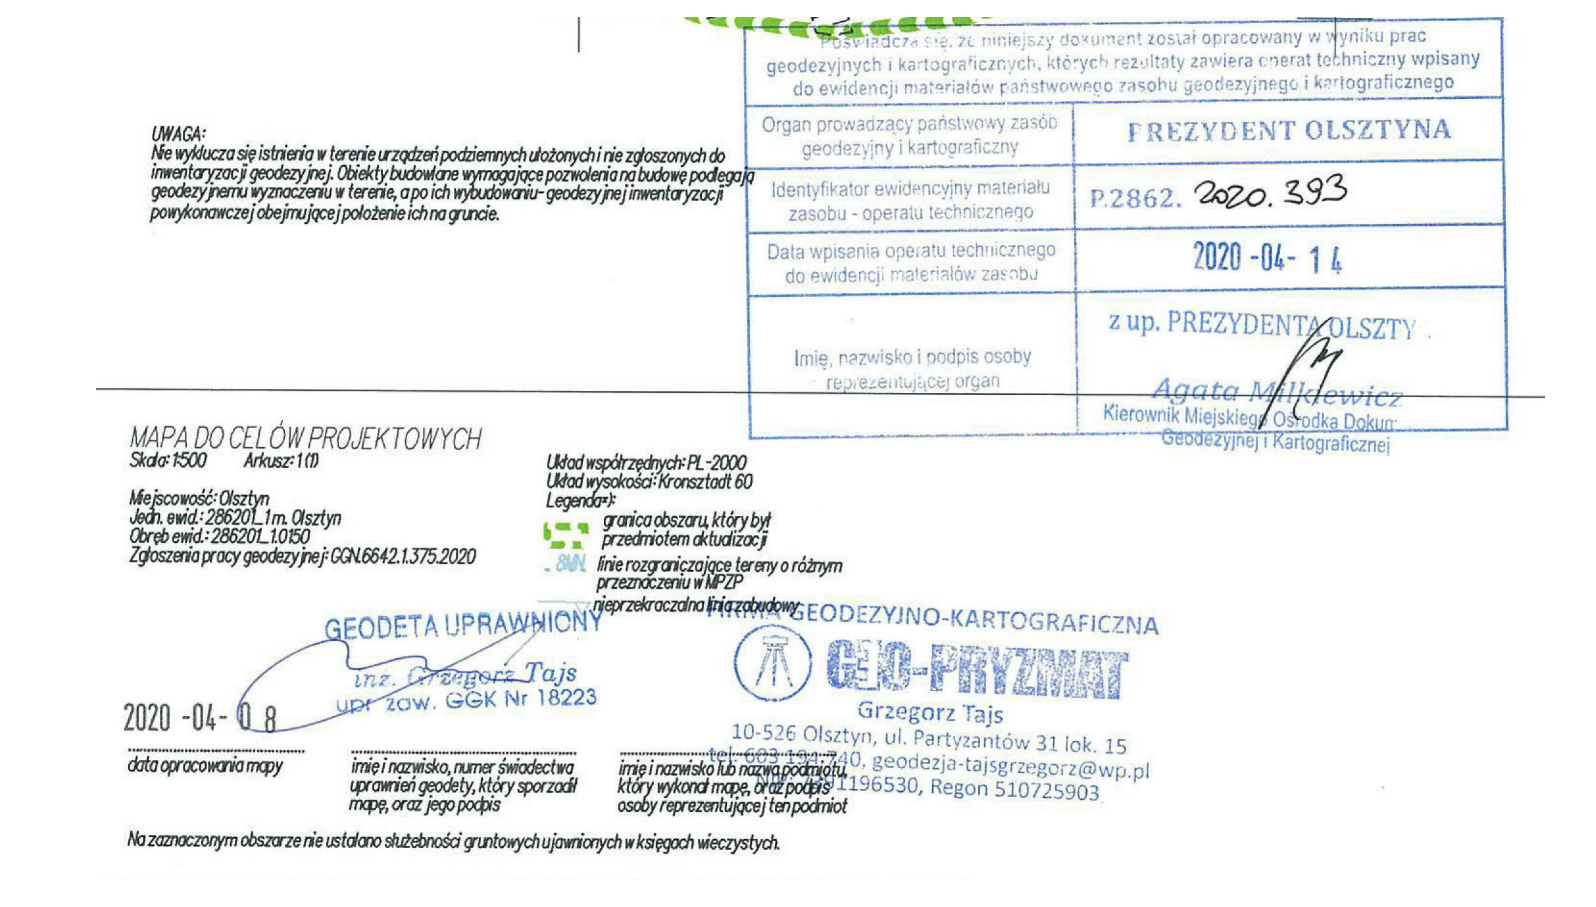 Poświadcza się, że niniejszy dokument został opracowany w wyniku prac
geodezyjnych i kartograficznych, których rezultaty zawiera operat techniczny wpisany
do ewidencji materiałów państwowego zasobu geodezyjnego i kartograficznego
Organ prowadzący państwowy zasób
geodezyjny i kartograficzny
PREZYDENT OLSZTYNA
Identyfikator ewidencyjny materiału
zasobu - operatu technicznego
P.2862. 2020. 393
Data wpisania operatu technicznego
do ewidencji materiałów zasobu
2020 -04- 14
Imię, nazwisko i podpis osoby
reprezentującej organ
z up. PREZYDENTA OLSZTY
Agata Milkiewicz
Kierownik Miejskiego Ośrodka Dokum
Geodezyjnej i Kartograficznej
UWAGA:
Nie wyklucza się istnienia w terenie urządzeń podziemnych ułożonych i nie zgłoszonych do
inwentaryzacji geodezyjnej. Obiekty budowlane wymagające pozwolenia na budowę podlegają
geodezyjnemu wyznaczeniu w terenie, a po ich wybudowaniu- geodezyjnej inwentaryzacji
powykonawczej obejmującej położenie ich na gruncie.
MAPA DO CELÓW PROJEKTOWYCH
Skala: 1:500 Arkusz: 1 (1)
Miejscowość: Olsztyn
Jedn. ewid.: 286201_1 m. Olsztyn
Obręb ewid.: 286201_1.0150
Zgłoszenia pracy geodezyjnej: GGN.6642.1.375.2020
Układ współrzędnych: PL-2000
Układ wysokości: Kronsztadt 60
Legenda*):
granica obszaru, który był
przedmiotem aktualizacji
linie rozgraniczające tereny o różnym
przeznaczeniu w MPZP
nieprzekraczalna linia zabudowy
GEODETA UPRAWNIONY
inz. Grzegorz Tajs
upr zaw. GGK Nr 18223
FIRMA GEODEZYJNO-KARTOGRAFICZNA
GEO-PRYZMAT
Grzegorz Tajs
10-526 Olsztyn, ul. Partyzantów 31 lok. 15
tel. 603 194 740, geodezja-tajsgrzegorz@wp.pl
Regon 510725903
2020 -04- 08
data opracowania mapy
imię i nazwisko, numer świadectwa
uprawnień geodety, który sporządził
mapę, oraz jego podpis
imię i nazwisko lub nazwa podmiotu,
który wykonał mapę, oraz podpis
osoby reprezentującej ten podmiot
Na zaznaczonym obszarze nie ustalano służebności gruntowych ujawnionych w księgach wieczystych.